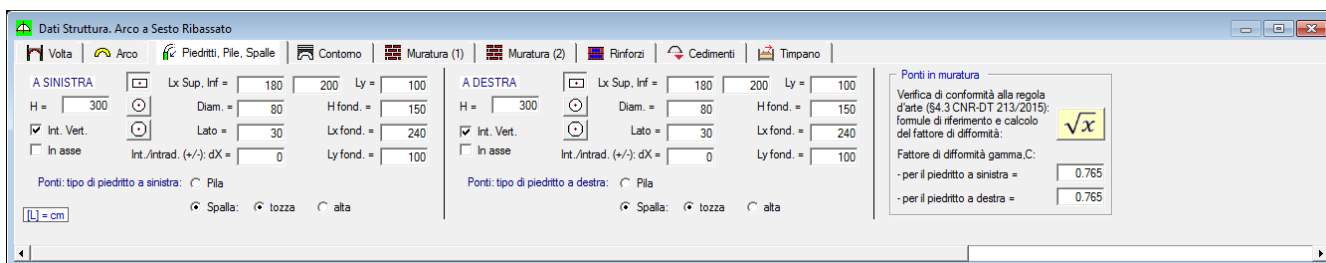 Dati Struttura. Arco a Sesto Ribassato
Volta Arco Piedritti, Pile, Spalle Contorno Muratura (1) Muratura (2) Rinforzi Cedimenti Timpano
A SINISTRA Lx Sup, Inf = 180 200 Ly = 100
H = 300 Diam. = 80 H fond. = 150
Int. Vert. Lato = 30 Lx fond. = 240
In asse Int./intrad. (+/-): dX = 0 Ly fond. = 100
Ponti: tipo di piedritto a sinistra: Pila
Spalla: tozza alta
[L] = cm
A DESTRA Lx Sup, Inf = 180 200 Ly = 100
H = 300 Diam. = 80 H fond. = 150
Int. Vert. Lato = 30 Lx fond. = 240
In asse Int./intrad. (+/-): dX = 0 Ly fond. = 100
Ponti: tipo di piedritto a destra: Pila
Spalla: tozza alta
Ponti in muratura
Verifica di conformità alla regola
d'arte (§4.3 CNR-DT 213/2015):
formule di riferimento e calcolo
del fattore di difformità:
√x
Fattore di difformità gamma,C:
- per il piedritto a sinistra = 0.765
- per il piedritto a destra = 0.765